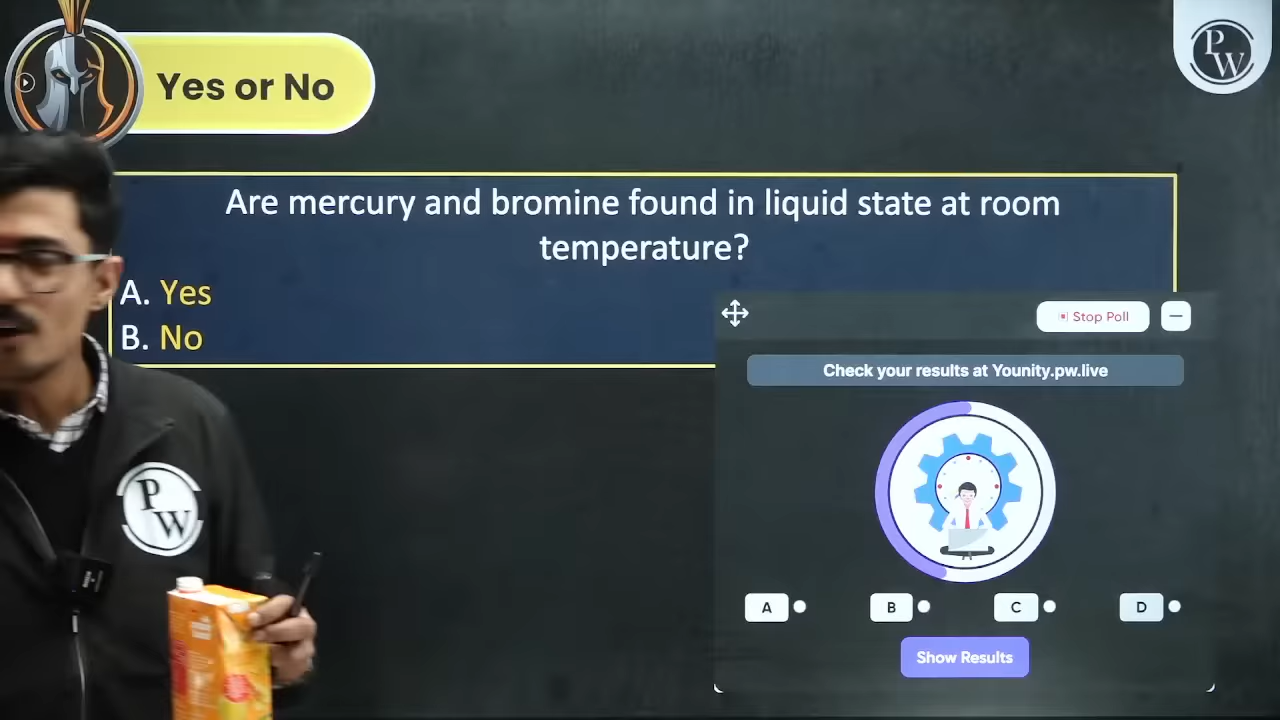 Yes or No
P
W
Are mercury and bromine found in liquid state at room
temperature?
A. Yes
B. No
Stop Poll
Check your results at Younity.pw.live
P
W
A
B
C
D
Show Results